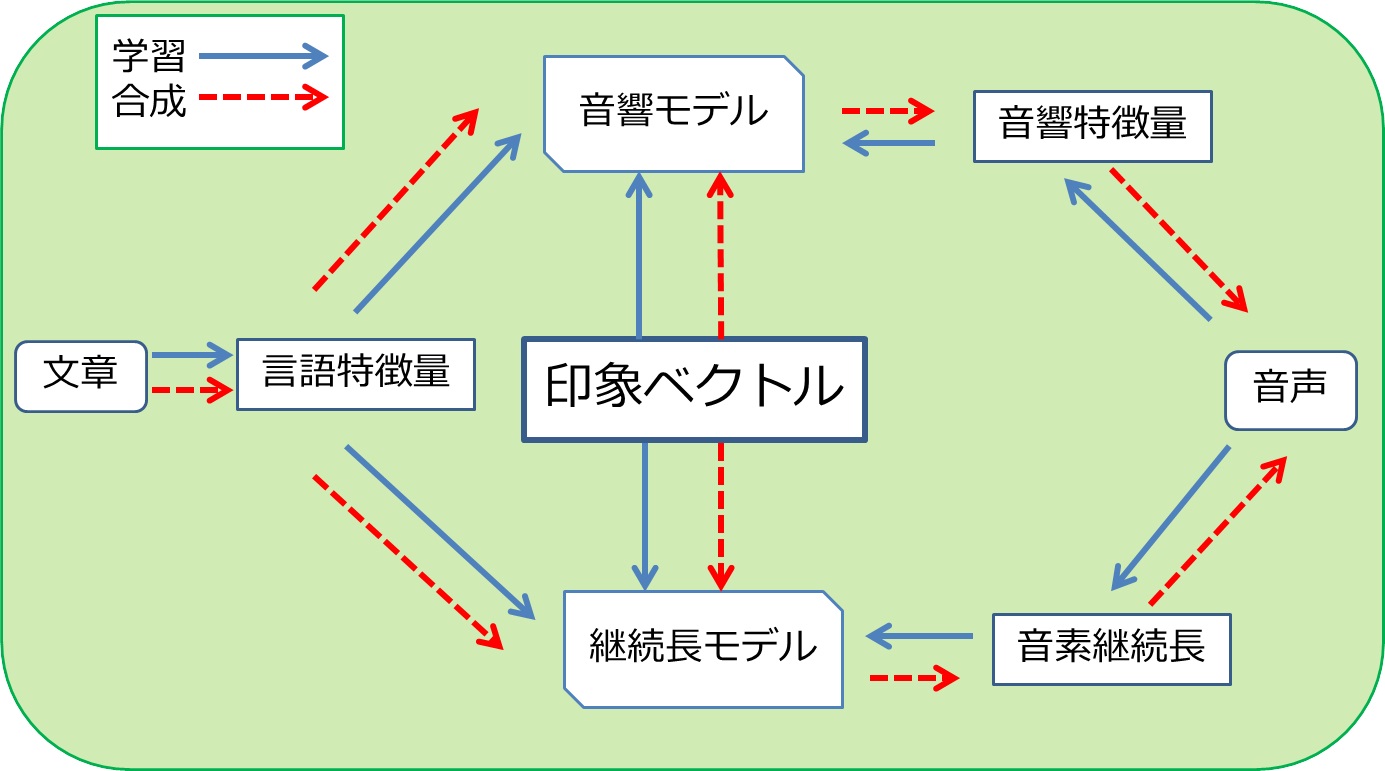 学習
合成
音響モデル
音響特徴量
文章
言語特徴量
印象ベクトル
音声
継続長モデル
音素継続長